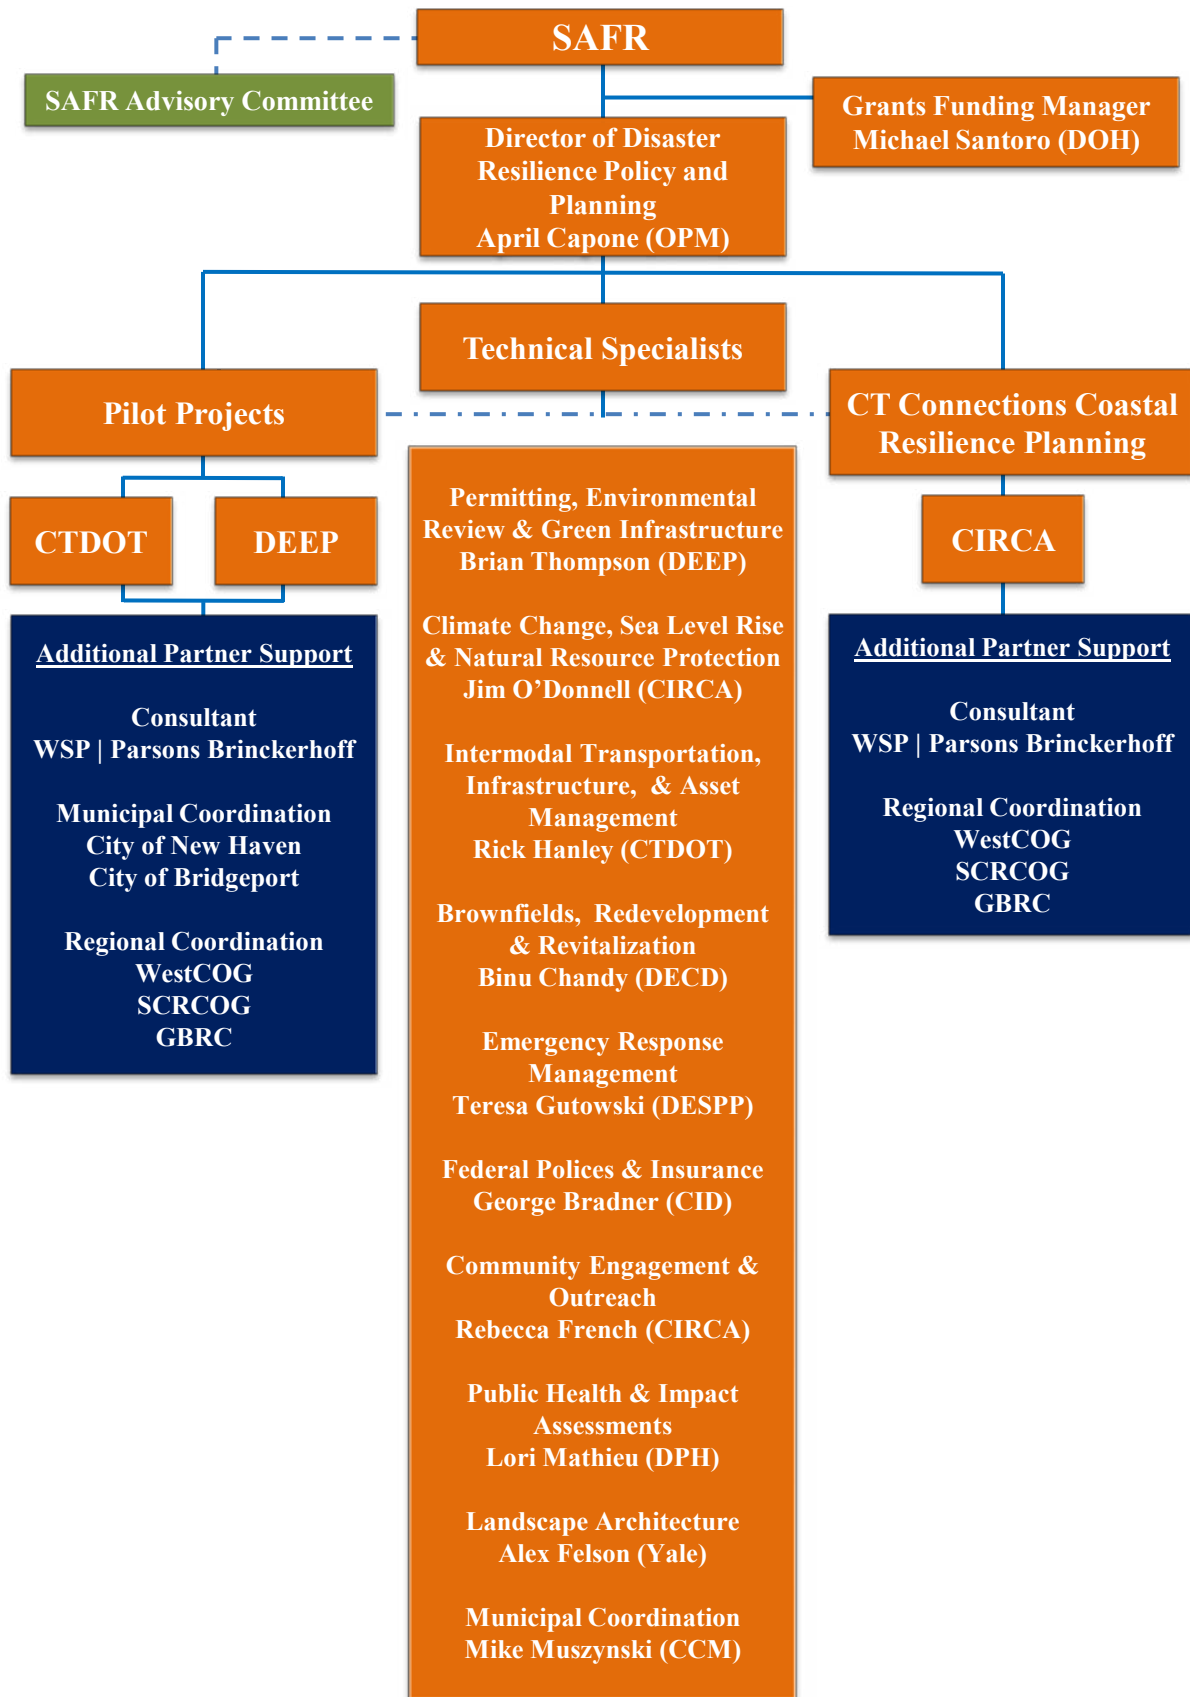 SAFR
SAFR Advisory Committee
Grants Funding Manager
Michael Santoro (DOH)
Director of Disaster
Resilience Policy and
Planning
April Capone (OPM)
Technical Specialists
Pilot Projects
CT Connections Coastal
Resilience Planning
CTDOT
DEEP
CIRCA
Additional Partner Support
Consultant
WSP | Parsons Brinckerhoff
Municipal Coordination
City of New Haven
City of Bridgeport
Regional Coordination
WestCOG
SCRCOG
GBRC
Permitting, Environmental
Review & Green Infrastructure
Brian Thompson (DEEP)
Climate Change, Sea Level Rise
& Natural Resource Protection
Jim O’Donnell (CIRCA)
Intermodal Transportation,
Infrastructure, & Asset
Management
Rick Hanley (CTDOT)
Brownfields, Redevelopment
& Revitalization
Binu Chandy (DECD)
Emergency Response
Management
Teresa Gutowski (DESPP)
Federal Polices & Insurance
George Bradner (CID)
Community Engagement &
Outreach
Rebecca French (CIRCA)
Public Health & Impact
Assessments
Lori Mathieu (DPH)
Landscape Architecture
Alex Felson (Yale)
Municipal Coordination
Mike Muszynski (CCM)
Additional Partner Support
Consultant
WSP | Parsons Brinckerhoff
Regional Coordination
WestCOG
SCRCOG
GBRC